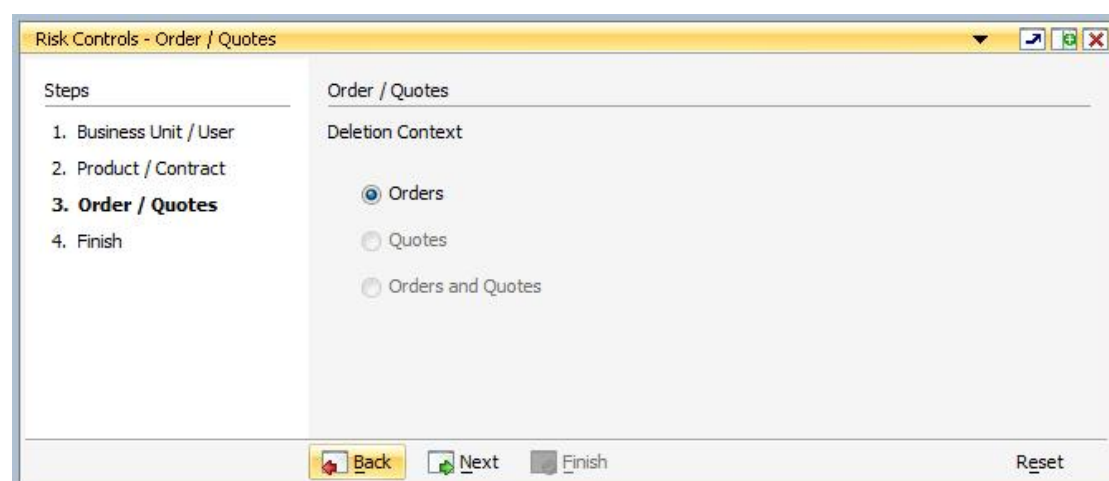 Risk Controls - Order / Quotes
Steps
1. Business Unit / User
2. Product / Contract
3. Order / Quotes
4. Finish
Order / Quotes
Deletion Context
Orders
Quotes
Orders and Quotes
Back Next Finish Reset